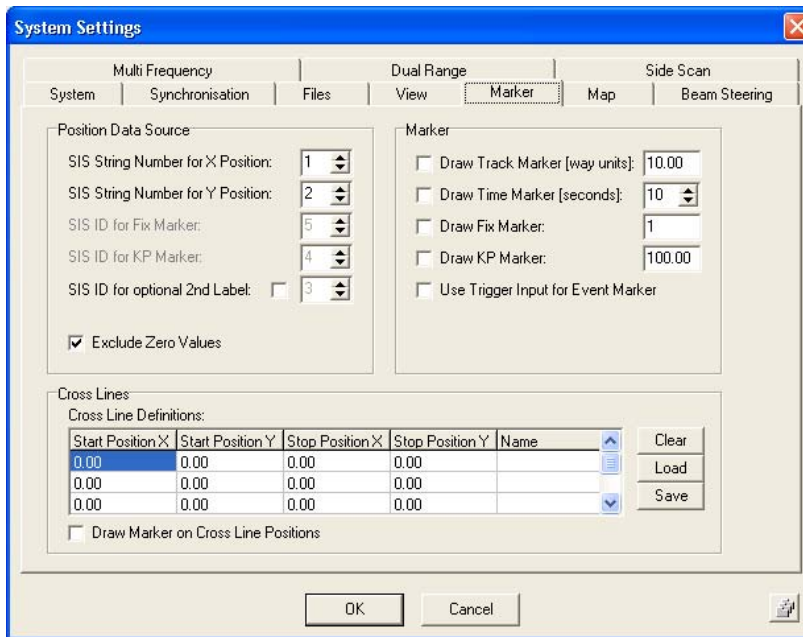 System Settings
Multi Frequency Dual Range Side Scan
System Synchronisation Files View Marker Map Beam Steering
Position Data Source
SIS String Number for X Position: 1
SIS String Number for Y Position: 2
SIS ID for Fix Marker: 5
SIS ID for KP Marker: 4
SIS ID for optional 2nd Label: 3
Exclude Zero Values
Marker
Draw Track Marker [way units]: 10.00
Draw Time Marker [seconds]: 10
Draw Fix Marker: 1
Draw KP Marker: 100.00
Use Trigger Input for Event Marker
Cross Lines
Cross Line Definitions:
Start Position X Start Position Y Stop Position X Stop Position Y Name
0.00 0.00 0.00 0.00
0.00 0.00 0.00 0.00
0.00 0.00 0.00 0.00
Clear
Load
Save
Draw Marker on Cross Line Positions
OK Cancel